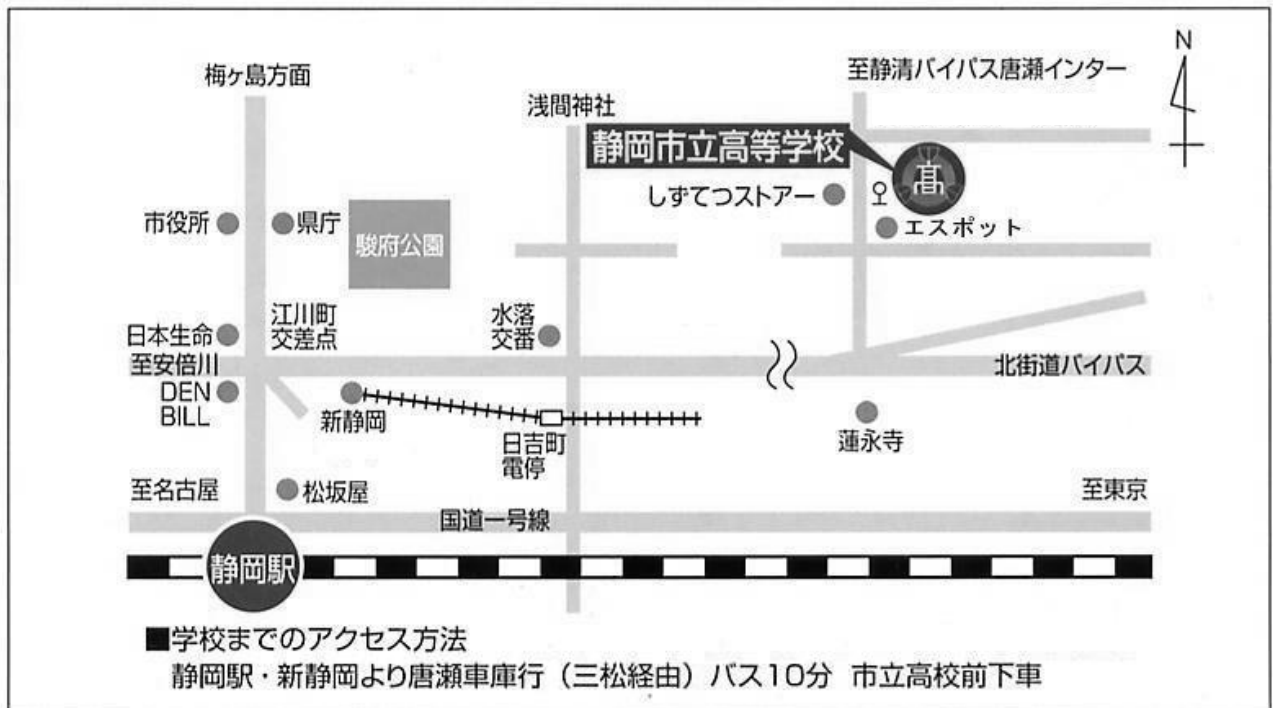 梅ヶ島方面
浅間神社
至静清バイパス唐瀬インター
N
静岡市立高等学校
高
しずてつストアー
エスポット
市役所
県庁
駿府公園
江川町
交差点
水落
交番
日本生命
至安倍川
北街道バイパス
DEN
BILL
新静岡
日吉町
電停
蓮永寺
至名古屋
松坂屋
至東京
国道一号線
静岡駅
■学校までのアクセス方法
静岡駅・新静岡より唐瀬車庫行（三松経由）バス10分 市立高校前下車